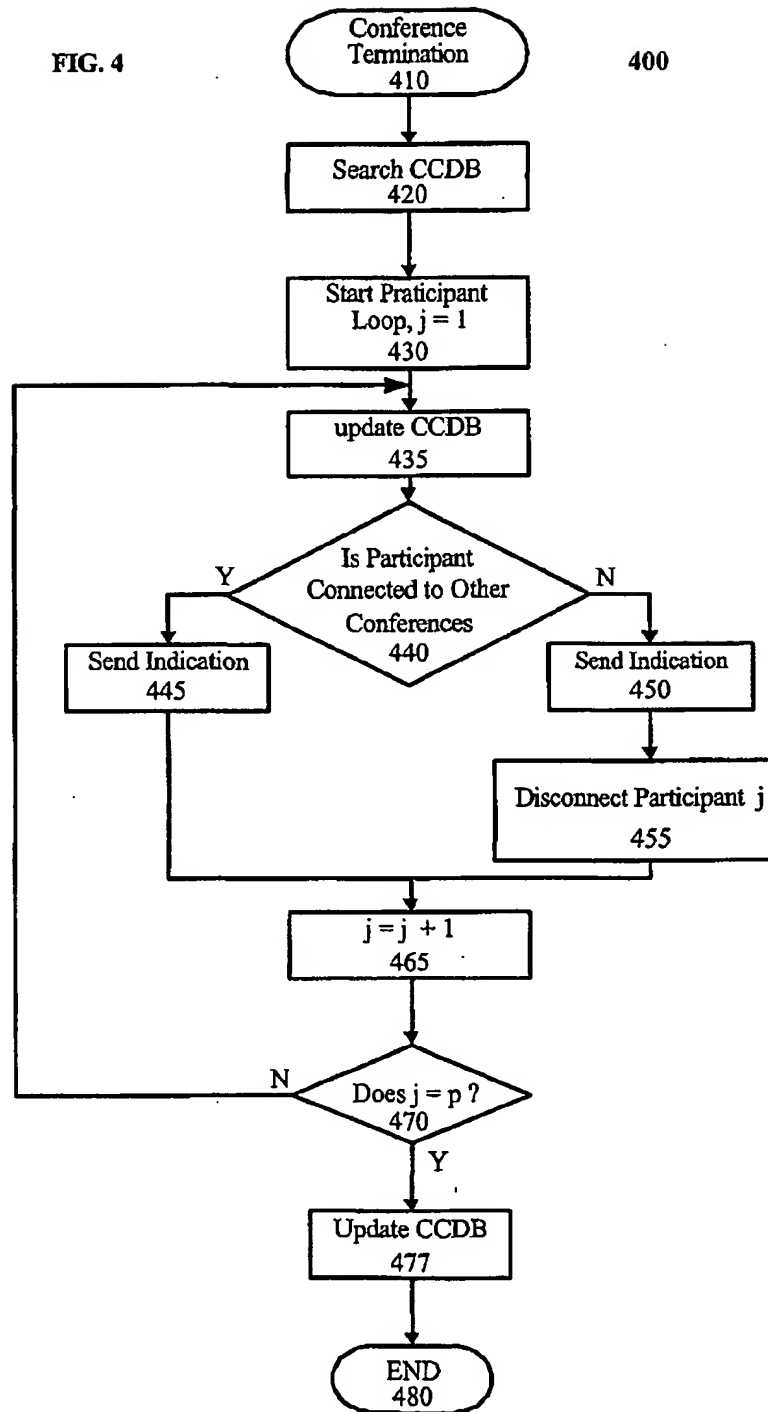 FIG. 4
400
Conference
Termination
410
Search CCDB
420
Start Praticipant
Loop, j = 1
430
update CCDB
435
Is Participant
Connected to Other
Conferences
440
Y
N
Send Indication
445
Send Indication
450
Disconnect Participant j
455
j = j + 1
465
Does j = p ?
470
N
Y
Update CCDB
477
END
480